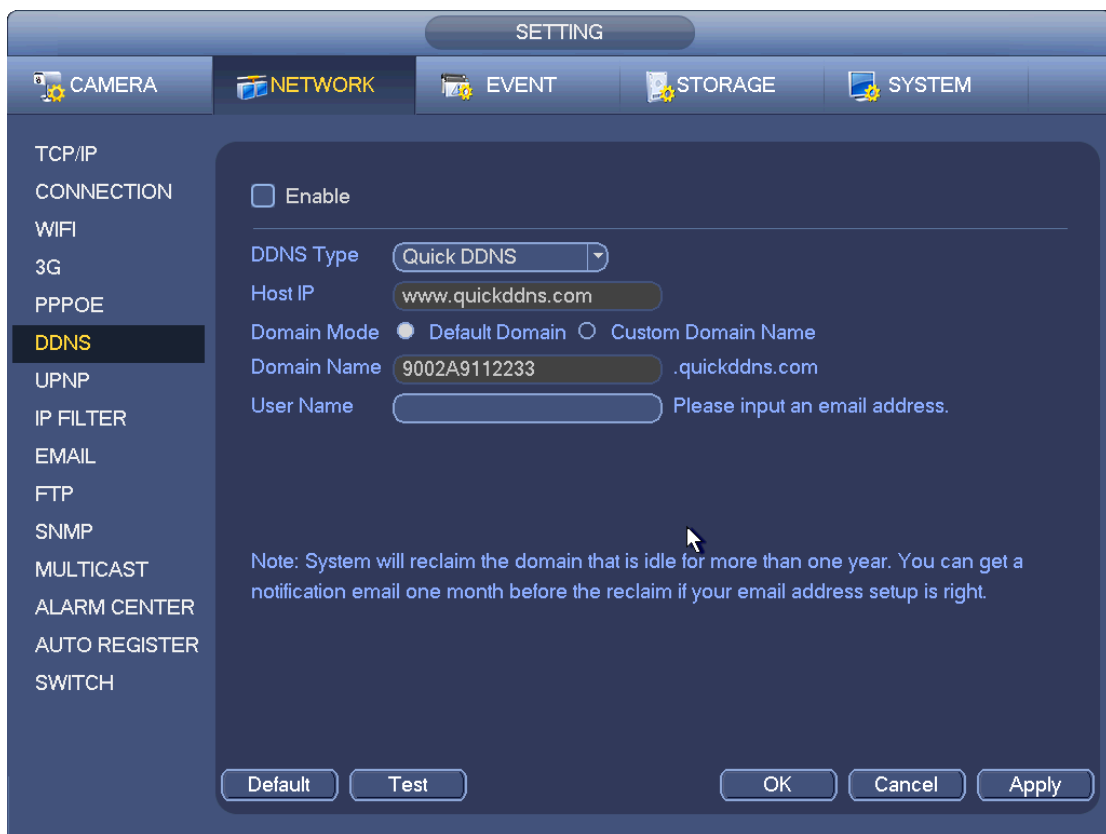 SETTING
CAMERA NETWORK EVENT STORAGE SYSTEM
TCP/IP
CONNECTION
WIFI
3G
PPPOE
DDNS
UPNP
IP FILTER
EMAIL
FTP
SNMP
MULTICAST
ALARM CENTER
AUTO REGISTER
SWITCH
Enable
DDNS Type Quick DDNS
Host IP www.quickddns.com
Domain Mode Default Domain Custom Domain Name
Domain Name 9002A9112233 .quickddns.com
User Name Please input an email address.
Note: System will reclaim the domain that is idle for more than one year. You can get a
notification email one month before the reclaim if your email address setup is right.
Default Test OK Cancel Apply